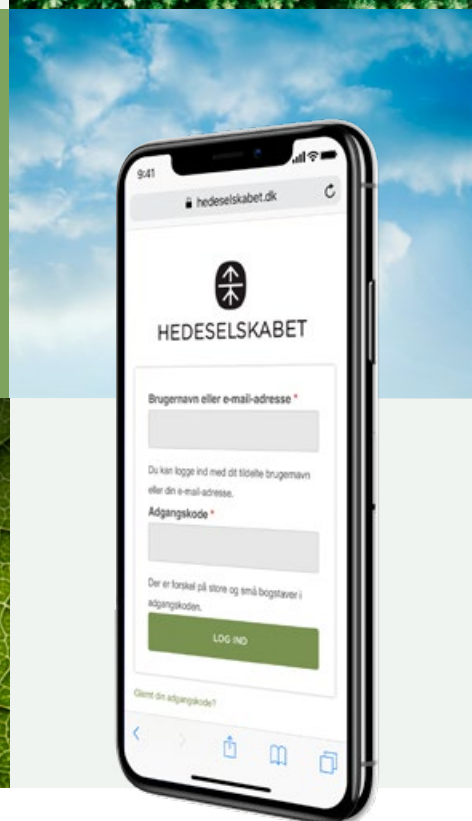 9:41
hedeselskabet.dk
HEDESELSKABET
Brugernavn eller e-mail-adresse *
Du kan logge ind med dit tildelte brugernavn
eller din e-mail-adresse.
Adgangskode *
Der er forskel på store og små bogstaver i
adgangskoden.
LOG IND
Glemt din adgangskode?